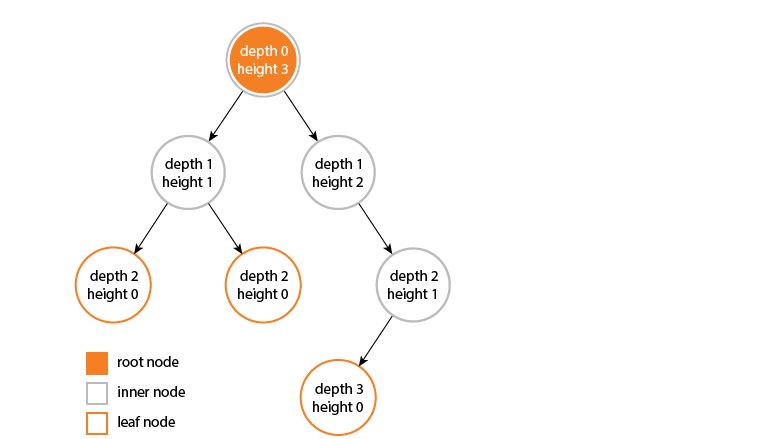 depth 0
height 3
depth 1
height 1
depth 1
height 2
depth 2
height 0
depth 2
height 0
depth 2
height 1
depth 3
height 0
root node
inner node
leaf node